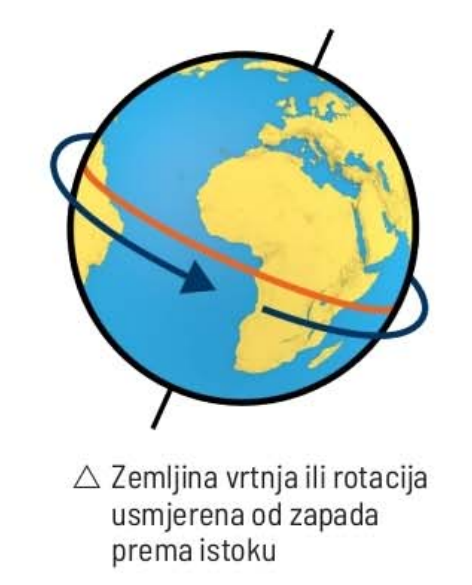 △ Zemljina vrtnja ili rotacija
usmjerena od zapada
prema istoku